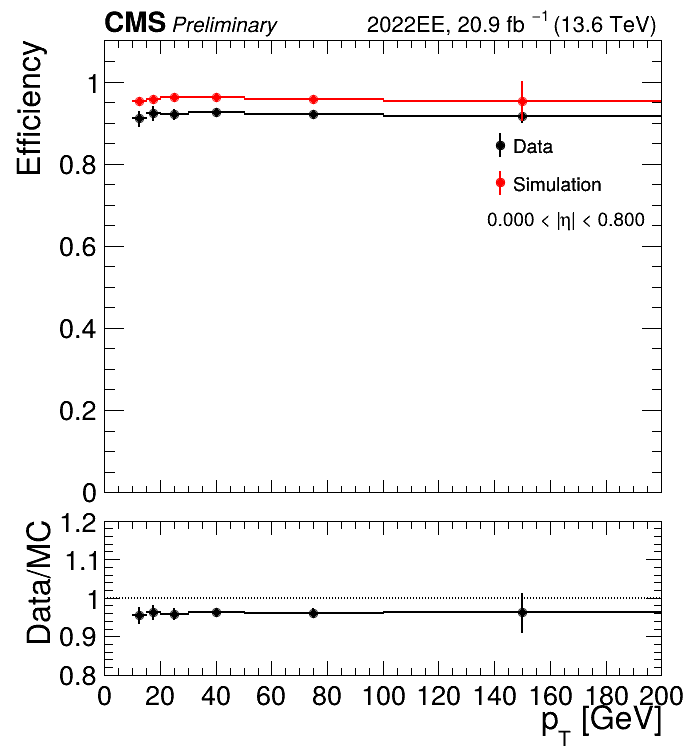 CMS Preliminary 2022EE, 20.9 fb⁻¹ (13.6 TeV)
Efficiency
1
0.8
0.6
0.4
0.2
0
Data
Simulation
0.000 < |η| < 0.800
Data/MC
1.2
1.1
1
0.9
0.8
0 20 40 60 80 100 120 140 160 180 200
p_T [GeV]